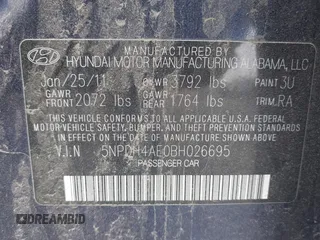 MANUFACTURED BY
HYUNDAI MOTOR MANUFACTURING ALABAMA, LLC
Jan/25/11 GVWR 3792 lbs PAINT 3U
GAWR FRONT 2072 lbs GAWR REAR 1764 lbs TRIM RA
THIS VEHICLE CONFORMS TO ALL APPLICABLE U.S.
FEDERAL MOTOR VEHICLE SAFETY, BUMPER, AND
THEFT PREVENTION STANDARDS IN EFFECT ON THE
DATE OF MANUFACTURE SHOWN ABOVE.
V.I.N 5NPDH4AE0BH026695
PASSENGER CAR
DREAMBID